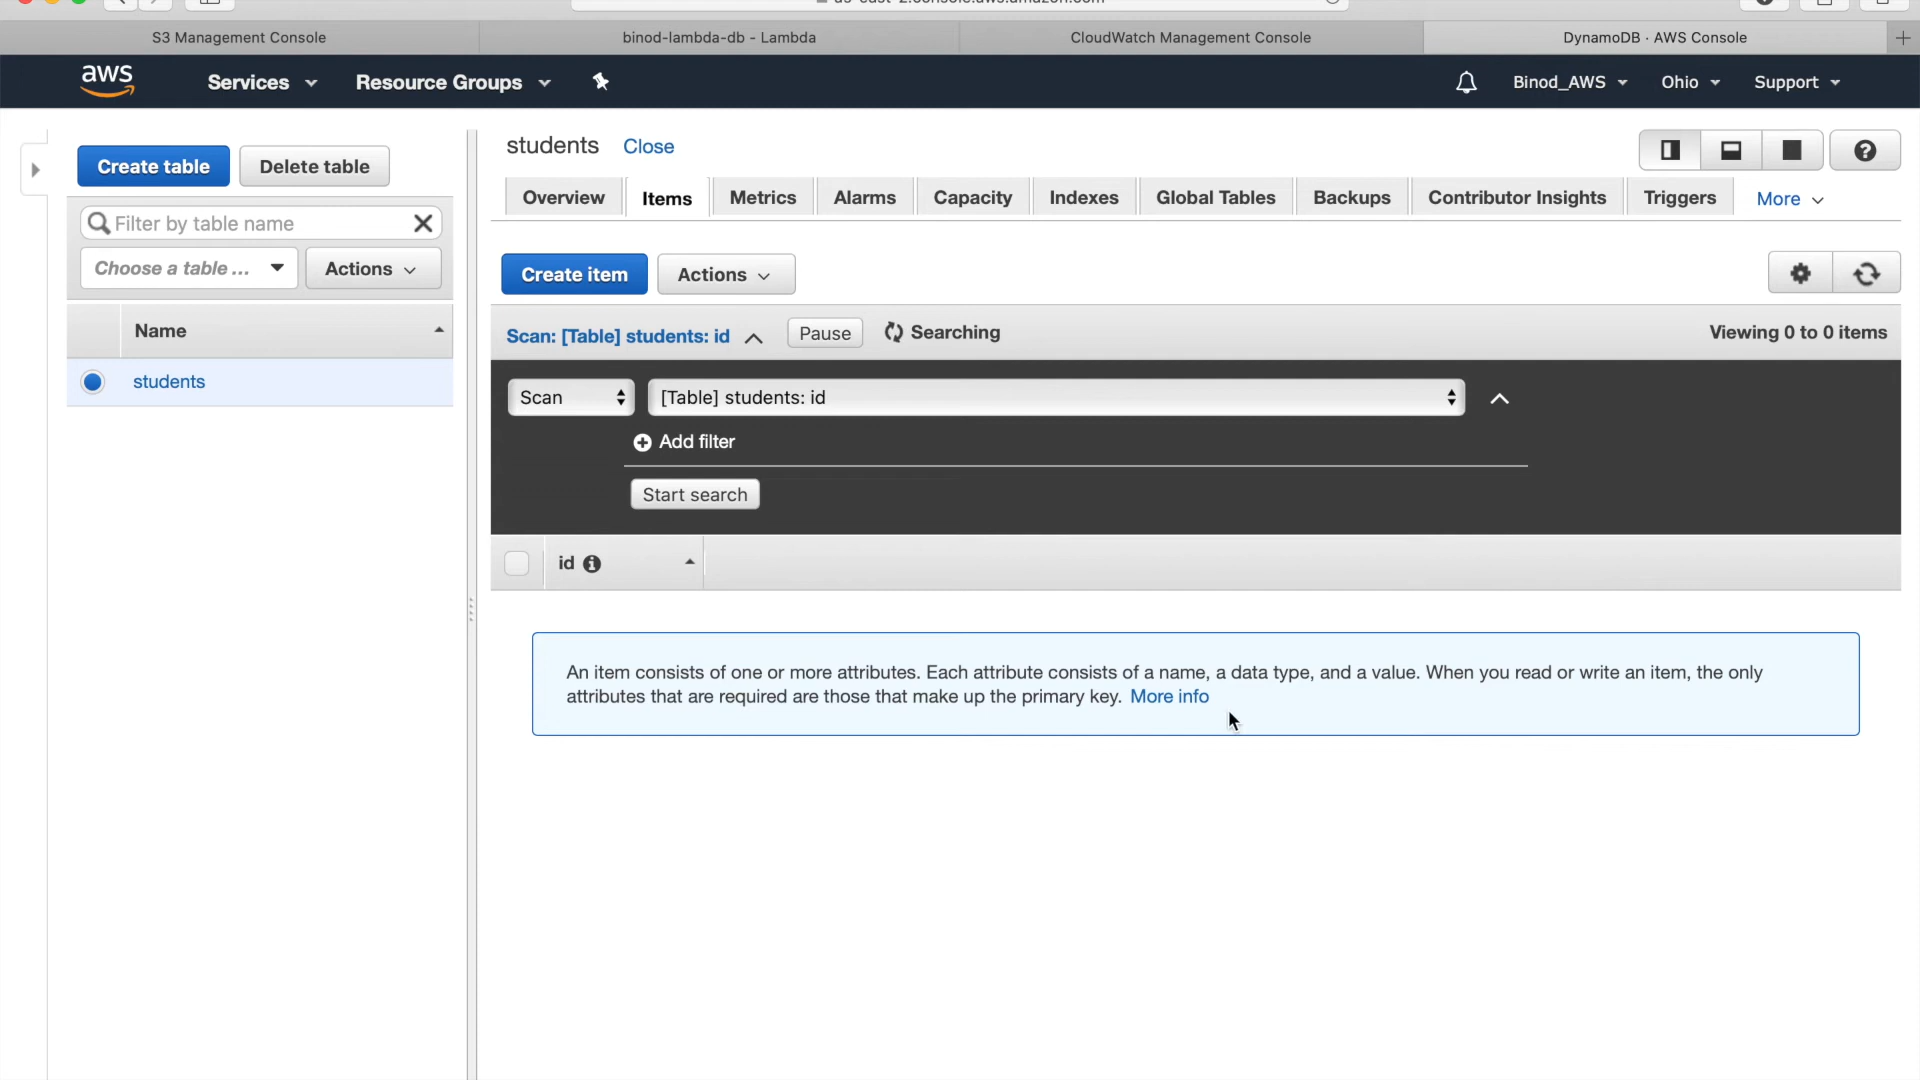 S3 Management Console
binod-lambda-db - Lambda
CloudWatch Management Console
DynamoDB · AWS Console
aws
Services
Resource Groups
Binod_AWS
Ohio
Support
Create table
Delete table
Filter by table name
Choose a table ...
Actions
Name
students
students
Close
Overview
Items
Metrics
Alarms
Capacity
Indexes
Global Tables
Backups
Contributor Insights
Triggers
More
Create item
Actions
Scan: [Table] students: id
Pause
Searching
Viewing 0 to 0 items
Scan
[Table] students: id
Add filter
Start search
id
An item consists of one or more attributes. Each attribute consists of a name, a data type, and a value. When you read or write an item, the only
attributes that are required are those that make up the primary key. More info